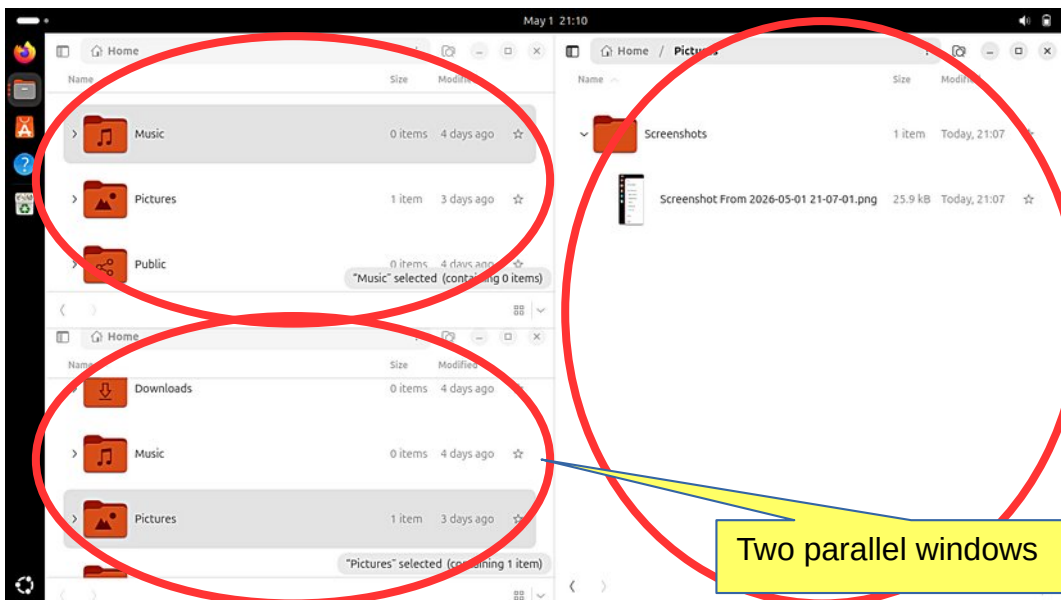 May 1 21:10
Home
Name Size Modified
Music 0 items 4 days ago
Pictures 1 item 3 days ago
Public 0 items 4 days ago
"Music" selected (containing 0 items)
Home
Name Size Modified
Downloads 0 items 4 days ago
Music 0 items 4 days ago
Pictures 1 item 3 days ago
"Pictures" selected (containing 1 item)
Home / Pictures
Name Size Modified
Screenshots 1 item Today, 21:07
Screenshot From 2026-05-01 21-07-01.png 25.9 kB Today, 21:07
Two parallel windows